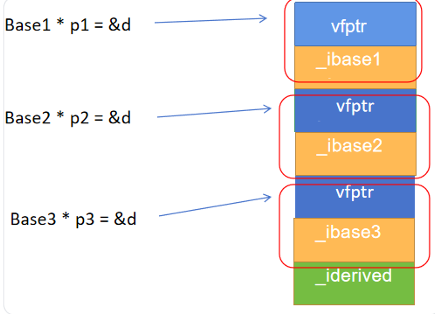 Base1 * p1 = &d
vfptr
_ibase1
Base2 * p2 = &d
vfptr
_ibase2
Base3 * p3 = &d
vfptr
_ibase3
_iderived